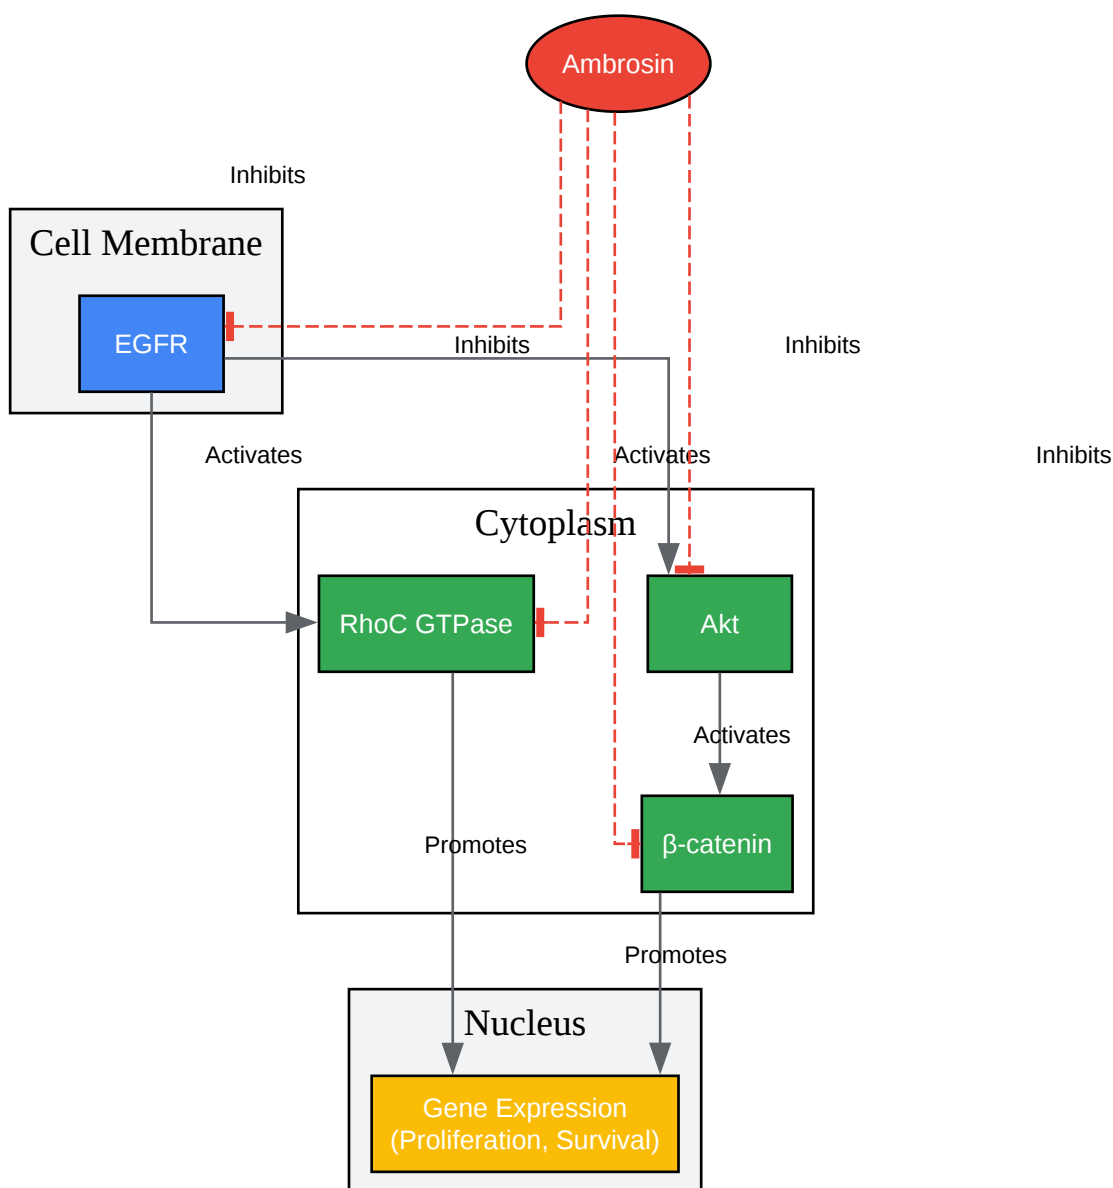 Ambrosin
Inhibits
Cell Membrane
EGFR
Inhibits
Inhibits
Activates
Activates
Inhibits
Cytoplasm
RhoC GTPase
Akt
Activates
Promotes
β-catenin
Promotes
Nucleus
Gene Expression
(Proliferation, Survival)